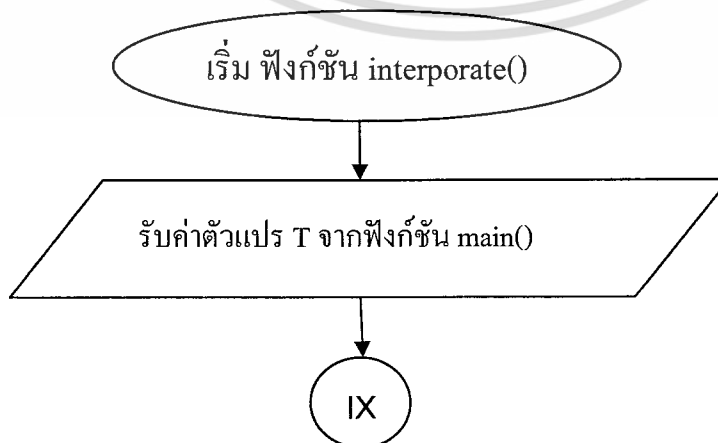 เริ่ม ฟังก์ชัน interporate()
รับค่าตัวแปร T จากฟังก์ชัน main()
IX